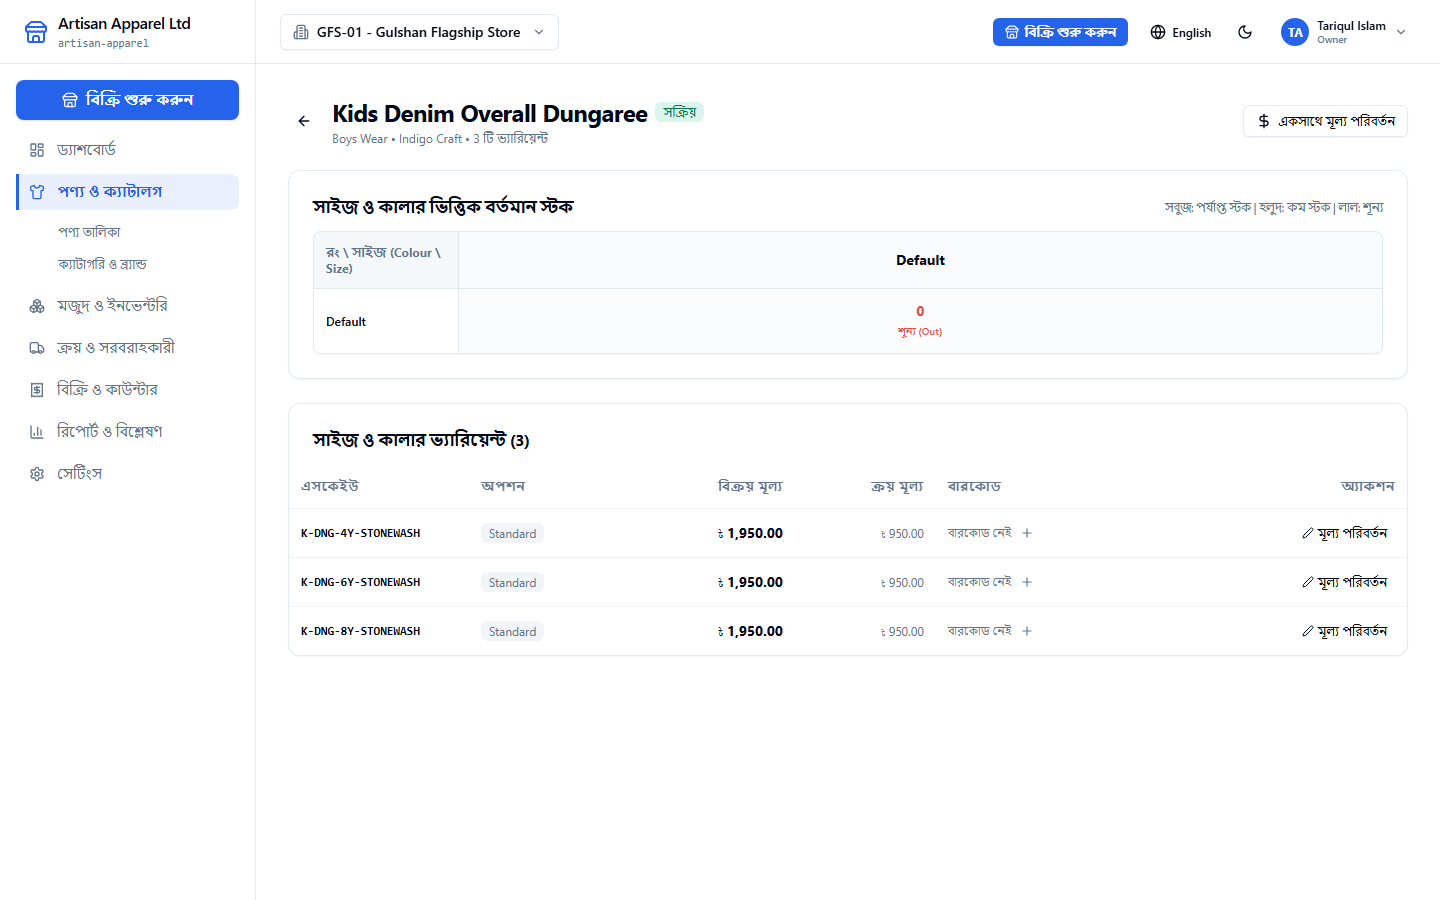 Artisan Apparel Ltd
artisan-apparel
GFS-01 - Gulshan Flagship Store
বিক্রি শুরু করুন
English
TA
Tariqul Islam
Owner
বিক্রি শুরু করুন
ড্যাশবোর্ড
পণ্য ও ক্যাটালগ
পণ্য তালিকা
ক্যাটাগরি ও ব্র্যান্ড
মজুদ ও ইনভেন্টরি
ক্রয় ও সরবরাহকারী
বিক্রি ও কাউন্টার
রিপোর্ট ও বিশ্লেষণ
সেটিংস
Kids Denim Overall Dungaree সক্রিয়
Boys Wear • Indigo Craft • 3 টি ভ্যারিয়েন্ট
$ একসাথে মূল্য পরিবর্তন
সাইজ ও কালার ভিত্তিক বর্তমান স্টক
সবুজ: পর্যাপ্ত স্টক | হলুদ: কম স্টক | লাল: শূন্য
রং \ সাইজ (Colour \
Size)
Default
Default
0
শূন্য (Out)
সাইজ ও কালার ভ্যারিয়েন্ট (3)
এসকেইউ অপশন বিক্রয় মূল্য ক্রয় মূল্য বারকোড অ্যাকশন
K-DNG-4Y-STONEWASH Standard ৳ 1,950.00 ৳ 950.00 বারকোড নেই + মূল্য পরিবর্তন
K-DNG-6Y-STONEWASH Standard ৳ 1,950.00 ৳ 950.00 বারকোড নেই + মূল্য পরিবর্তন
K-DNG-8Y-STONEWASH Standard ৳ 1,950.00 ৳ 950.00 বারকোড নেই + মূল্য পরিবর্তন